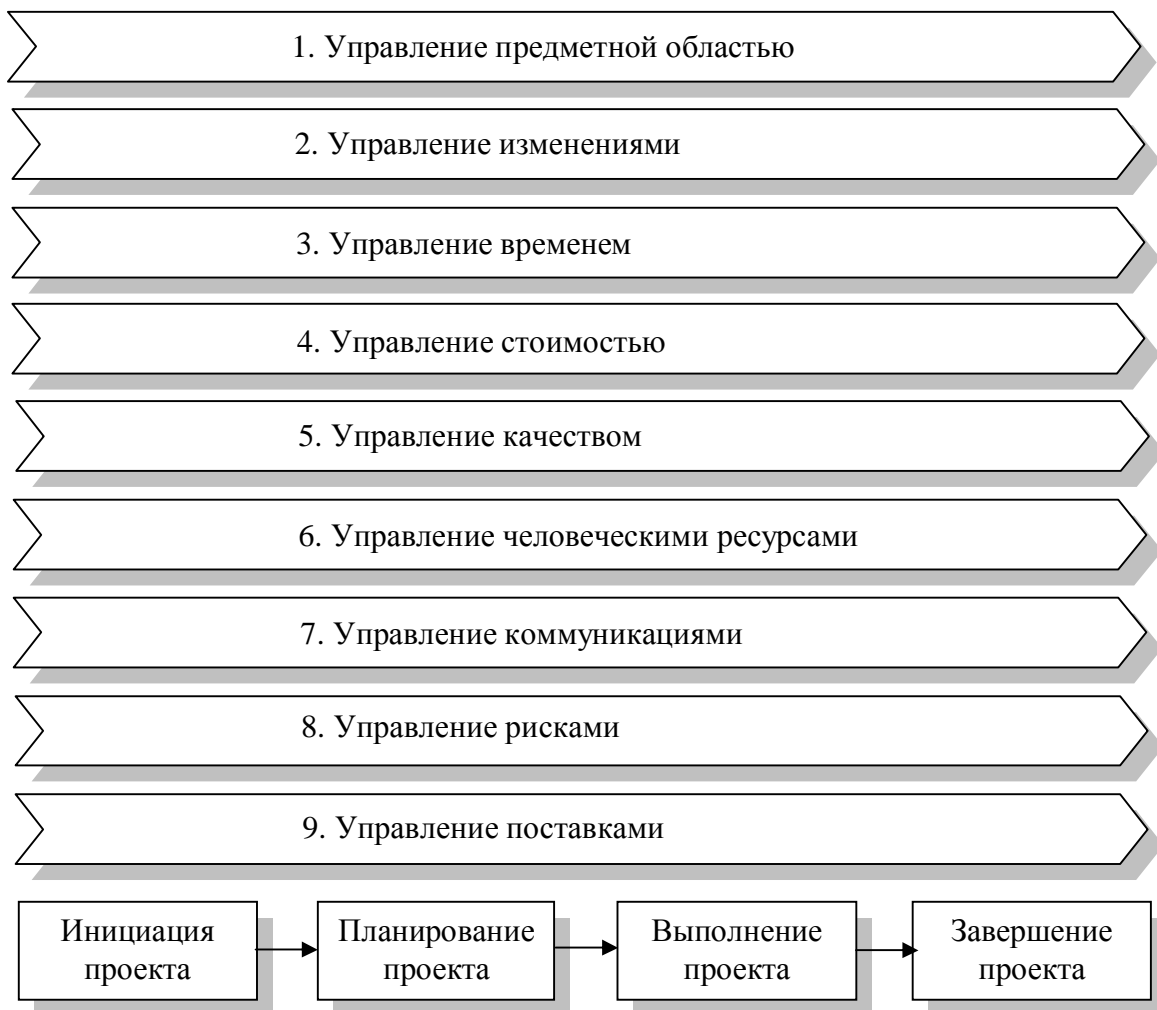 1. Управление предметной областью
2. Управление изменениями
3. Управление временем
4. Управление стоимостью
5. Управление качеством
6. Управление человеческими ресурсами
7. Управление коммуникациями
8. Управление рисками
9. Управление поставками
Инициация
проекта
Планирование
проекта
Выполнение
проекта
Завершение
проекта